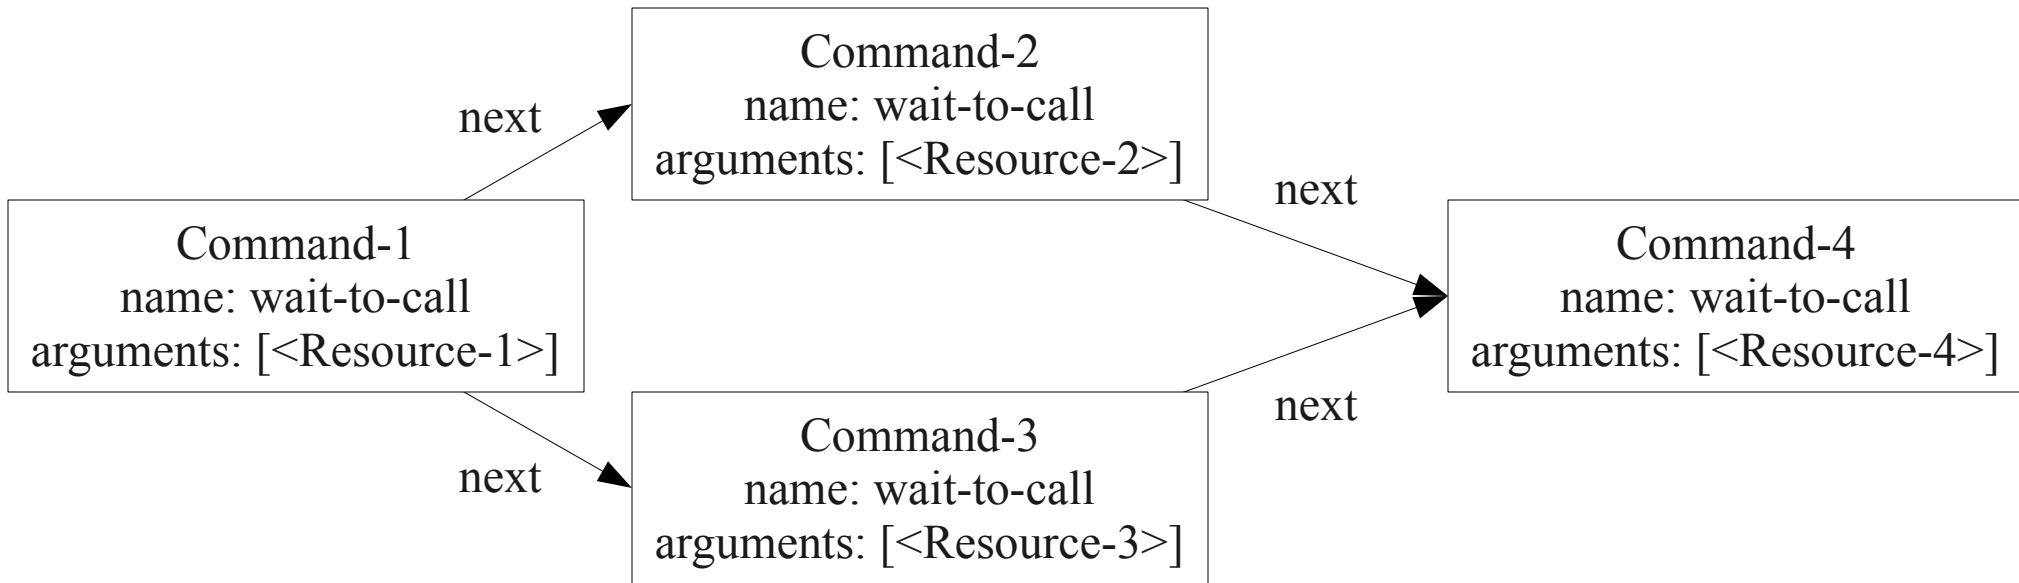 Command-2
name: wait-to-call
arguments: [<Resource-2>]
next
next
Command-1
name: wait-to-call
arguments: [<Resource-1>]
Command-4
name: wait-to-call
arguments: [<Resource-4>]
next
next
Command-3
name: wait-to-call
arguments: [<Resource-3>]